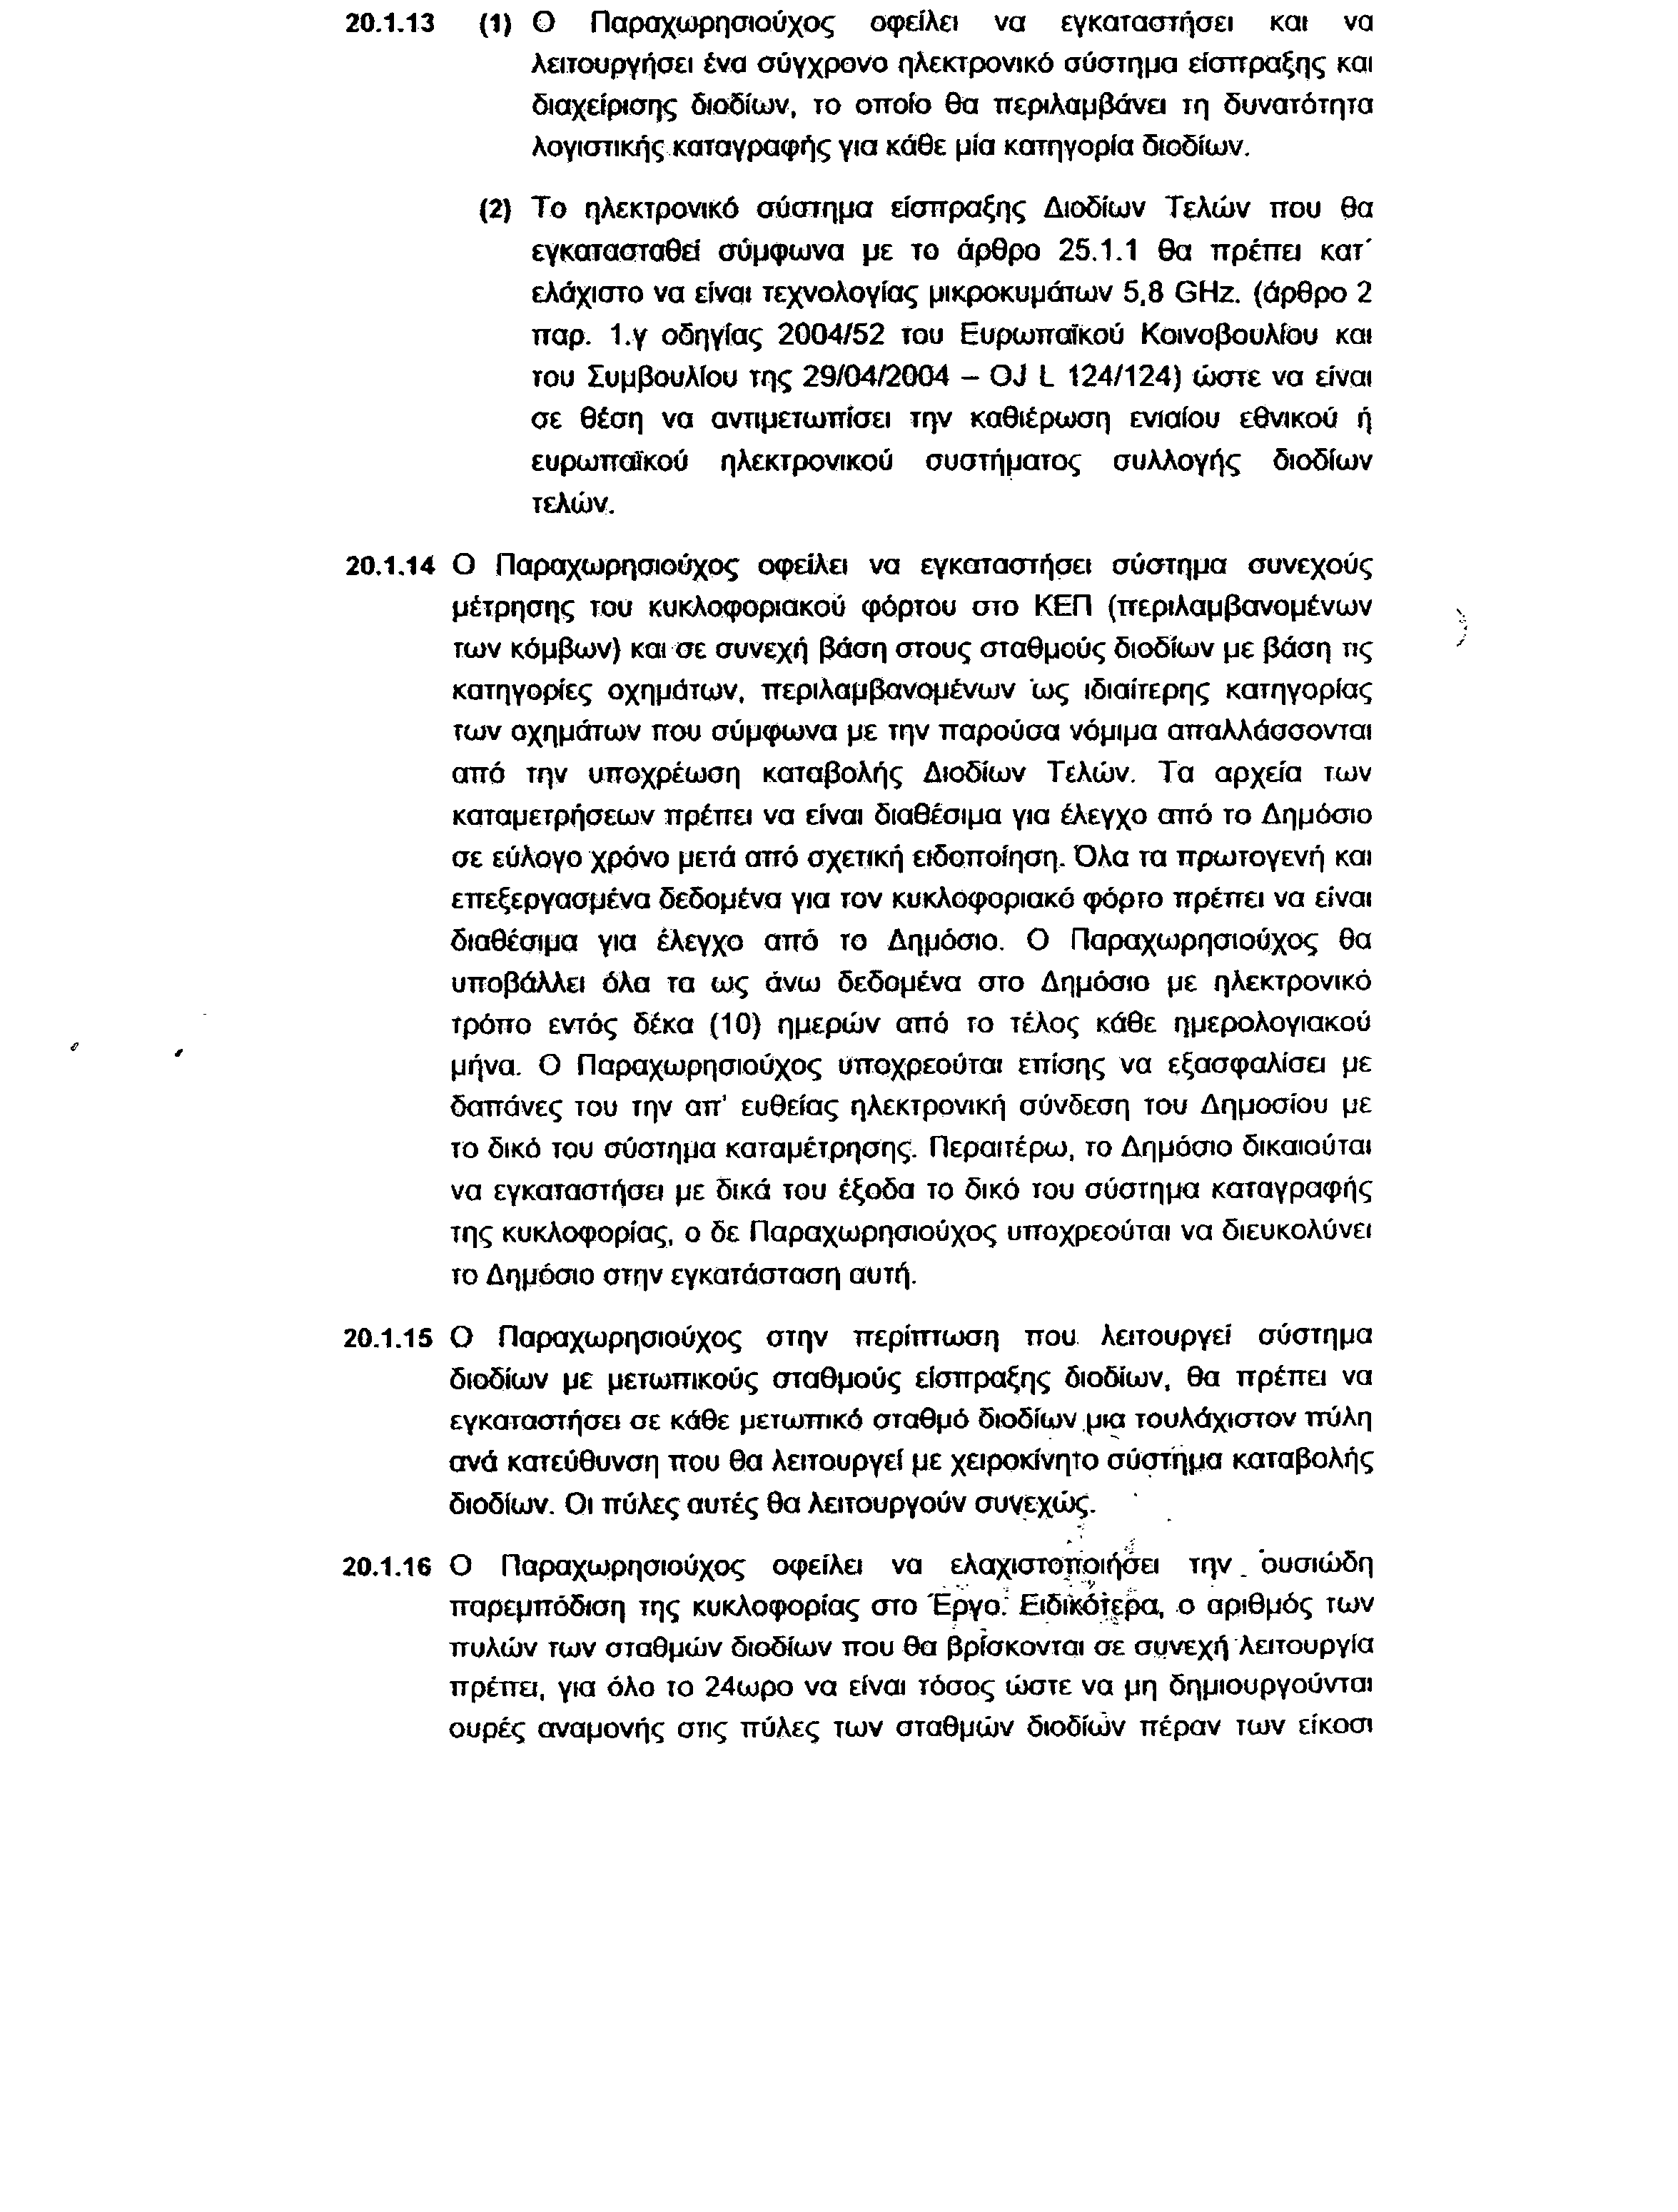 20.1.13 (1) Ο Παραχωρησιούχος οφείλει να εγκαταστήσει και να
λειτουργήσει ένα σύγχρονο ηλεκτρονικό σύστημα είσπραξης και
διαχείρισης διοδίων, το οποίο θα περιλαμβάνει τη δυνατότητα
λογιστικής καταγραφής για κάθε μία κατηγορία διοδίων.
(2) Το ηλεκτρονικό σύστημα είσπραξης Διοδίων Τελών που θα
εγκατασταθεί σύμφωνα με το άρθρο 25.1.1 θα πρέπει κατ΄
ελάχιστο να είναι τεχνολογίας μικροκυμάτων 5,8 GHz. (άρθρο 2
παρ. 1.γ οδηγίας 2004/52 του Ευρωπαϊκού Κοινοβουλίου και
του Συμβουλίου της 29/04/2004 – OJ L 124/124) ώστε να είναι
σε θέση να αντιμετωπίσει την καθιέρωση ενιαίου εθνικού ή
ευρωπαϊκού ηλεκτρονικού συστήματος συλλογής διοδίων
τελών.
20.1.14 Ο Παραχωρησιούχος οφείλει να εγκαταστήσει σύστημα συνεχούς
μέτρησης του κυκλοφοριακού φόρτου στο ΚΕΠ (περιλαμβανομένων
των κόμβων) και σε συνεχή βάση στους σταθμούς διοδίων με βάση τις
κατηγορίες οχημάτων, περιλαμβανομένων ως ιδιαίτερης κατηγορίας
των οχημάτων που σύμφωνα με την παρούσα νόμιμα απαλλάσσονται
από την υποχρέωση καταβολής Διοδίων Τελών. Τα αρχεία των
καταμετρήσεων πρέπει να είναι διαθέσιμα για έλεγχο από το Δημόσιο
σε εύλογο χρόνο μετά από σχετική ειδοποίηση. Όλα τα πρωτογενή και
επεξεργασμένα δεδομένα για τον κυκλοφοριακό φόρτο πρέπει να είναι
διαθέσιμα για έλεγχο από το Δημόσιο. Ο Παραχωρησιούχος θα
υποβάλλει όλα τα ως άνω δεδομένα στο Δημόσιο με ηλεκτρονικό
τρόπο εντός δέκα (10) ημερών από το τέλος κάθε ημερολογιακού
μήνα. Ο Παραχωρησιούχος υποχρεούται επίσης να εξασφαλίσει με
δαπάνες του την απ' ευθείας ηλεκτρονική σύνδεση του Δημοσίου με
το δικό του σύστημα καταμέτρησης. Περαιτέρω, το Δημόσιο δικαιούται
να εγκαταστήσει με δικά του έξοδα το δικό του σύστημα καταγραφής
της κυκλοφορίας, ο δε Παραχωρησιούχος υποχρεούται να διευκολύνει
το Δημόσιο στην εγκατάσταση αυτή.
20.1.15 Ο Παραχωρησιούχος στην περίπτωση που λειτουργεί σύστημα
διοδίων με μετωπικούς σταθμούς είσπραξης διοδίων, θα πρέπει να
εγκαταστήσει σε κάθε μετωπικό σταθμό διοδίων μια τουλάχιστον πύλη
ανά κατεύθυνση που θα λειτουργεί με χειροκίνητο σύστημα καταβολής
διοδίων. Οι πύλες αυτές θα λειτουργούν συνεχώς.
20.1.16 Ο Παραχωρησιούχος οφείλει να ελαχιστοποιήσει την ουσιώδη
παρεμπόδιση της κυκλοφορίας στο Έργο. Ειδικότερα, ο αριθμός των
πυλών των σταθμών διοδίων που θα βρίσκονται σε συνεχή λειτουργία
πρέπει, για όλο το 24ωρο να είναι τόσος ώστε να μη δημιουργούνται
ουρές αναμονής στις πύλες των σταθμών διοδίων πέραν των είκοσι